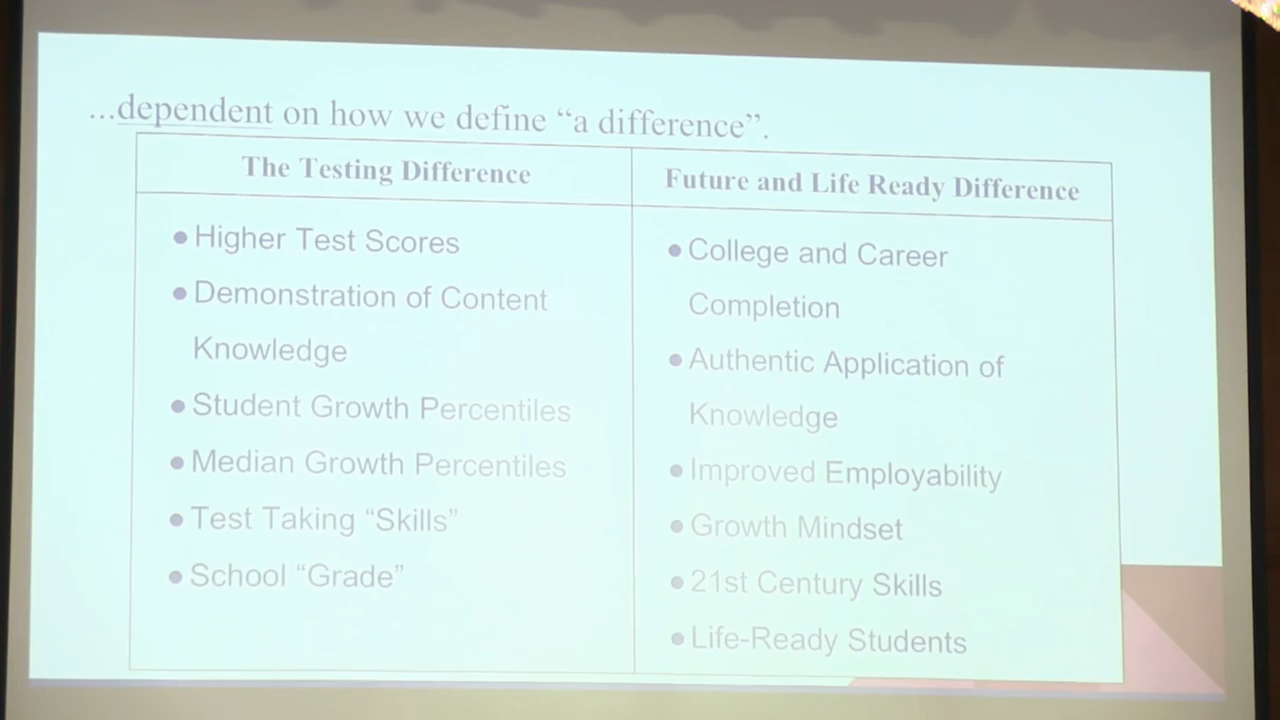 ...dependent on how we define “a difference”.
The Testing Difference
Higher Test Scores
Demonstration of Content
Knowledge
Student Growth Percentiles
Median Growth Percentiles
Test Taking “Skills”
School “Grade”
Future and Life Ready Difference
College and Career
Completion
Authentic Application of
Knowledge
Improved Employability
Growth Mindset
21st Century Skills
Life-Ready Students